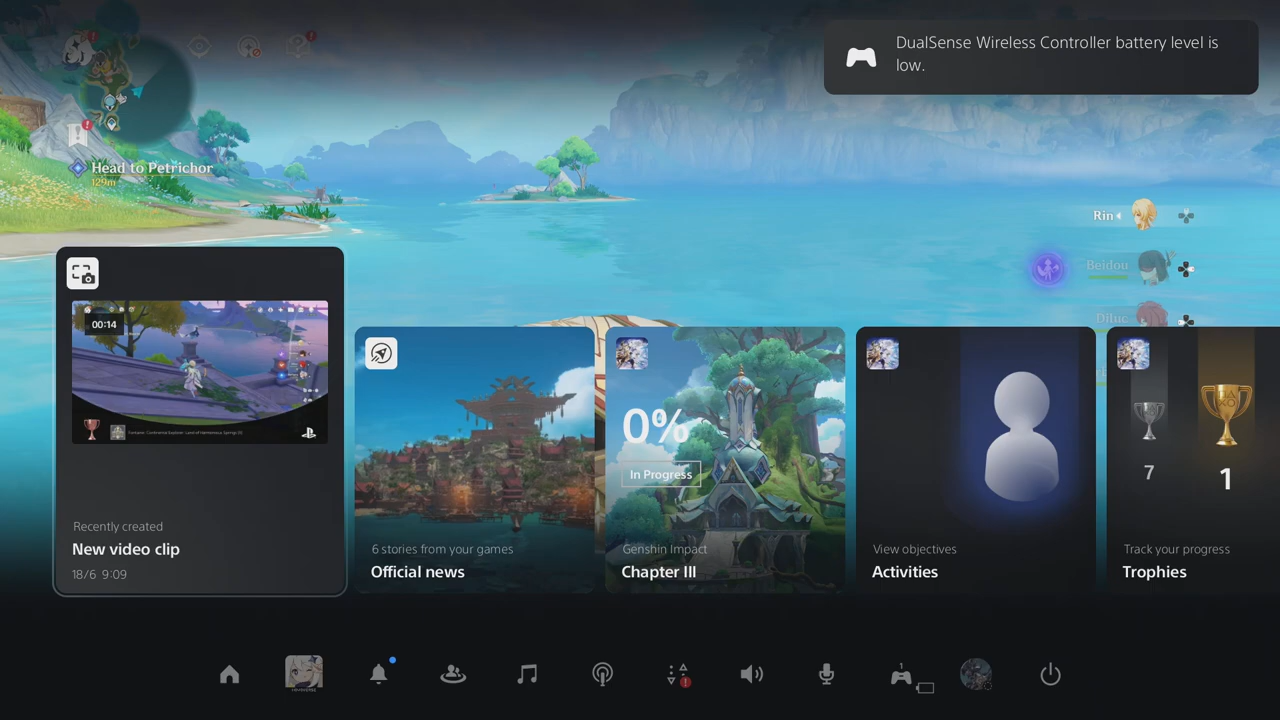 DualSense Wireless Controller battery level is
low.
Head to Petrichor
129m
Rin
Beidou
Diluc
00:14
0%
In Progress
7
1
Recently created
New video clip
18/6 9:09
6 stories from your games
Official news
Genshin Impact
Chapter III
View objectives
Activities
Track your progress
Trophies
1